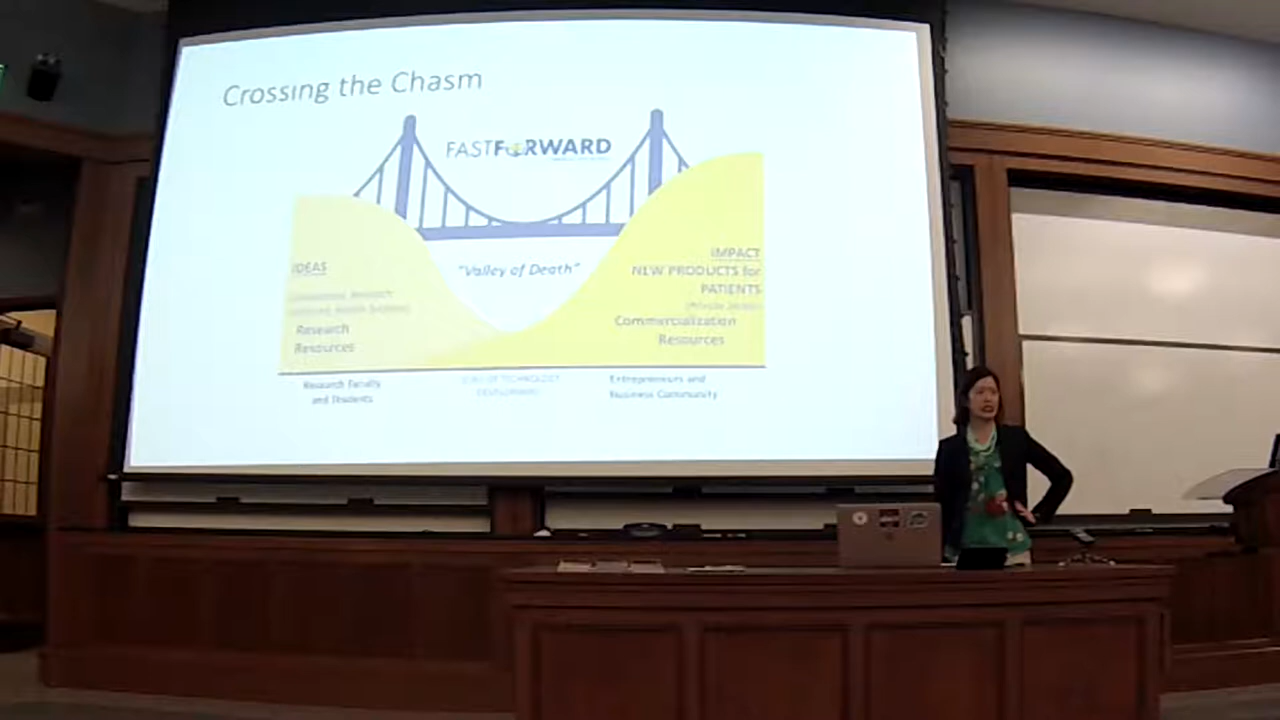 Crossing the Chasm
FASTFORWARD
IDEAS
"Valley of Death"
IMPACT
NEW PRODUCTS for
PATIENTS
Research
Resources
Commercialization
Resources
Research Faculty
and Students
Entrepreneurs and
Business Community